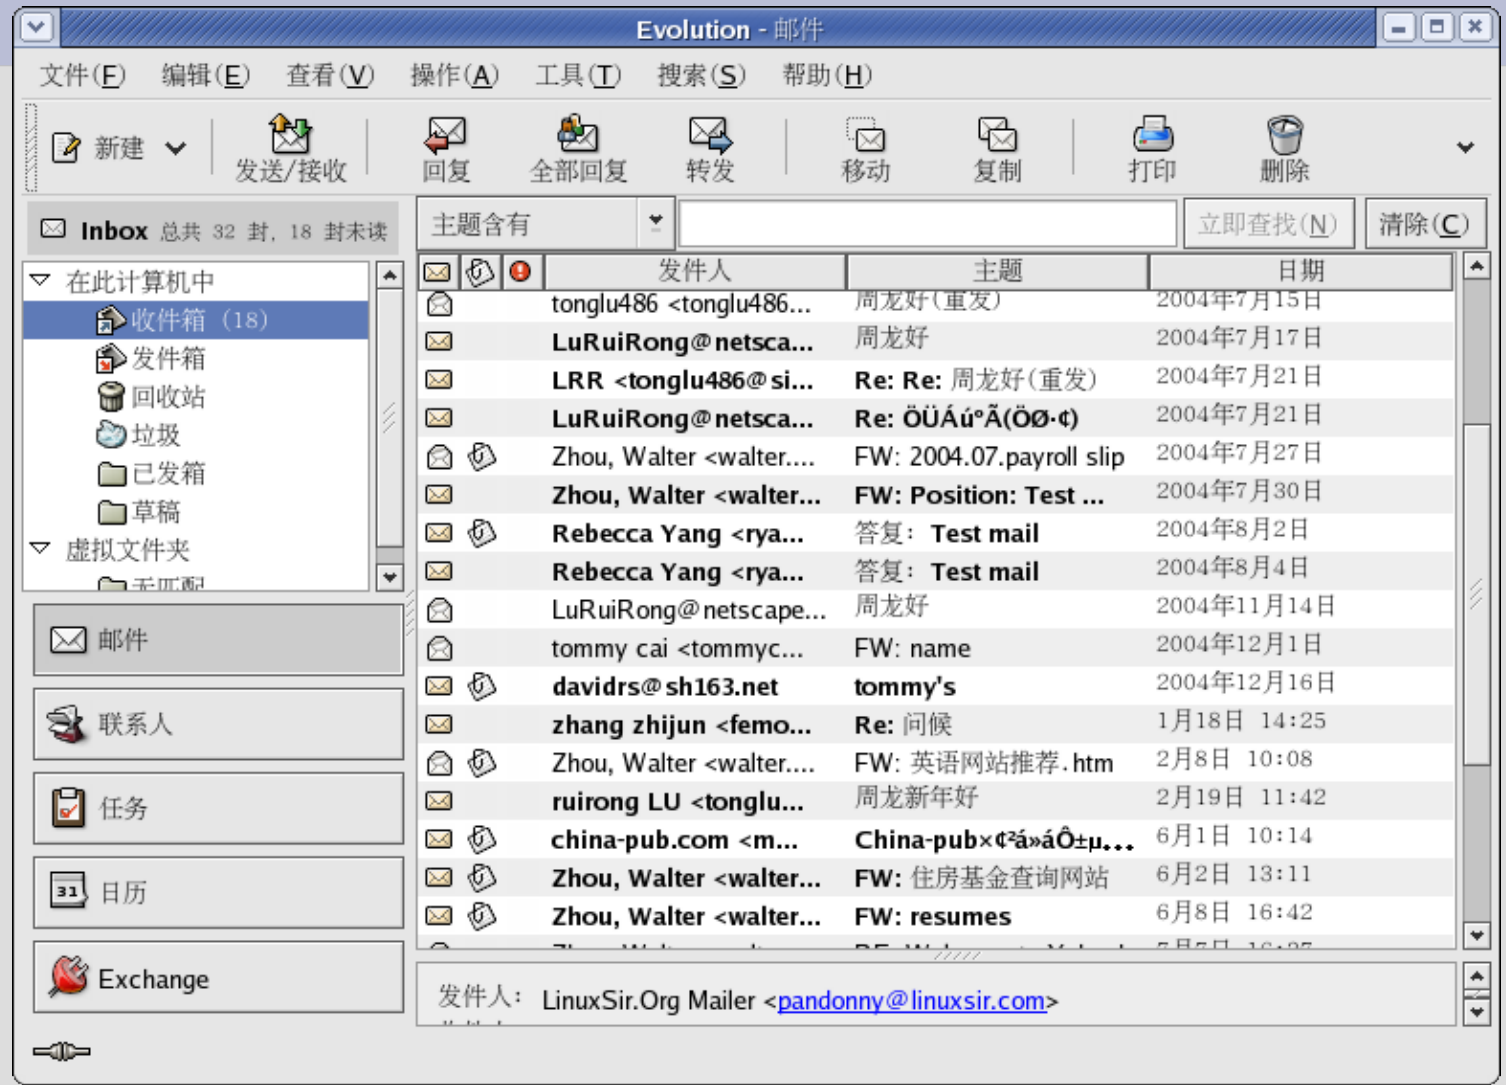 Evolution - 邮件
文件(F) 编辑(E) 查看(V) 操作(A) 工具(T) 搜索(S) 帮助(H)
新建 发送/接收 回复 全部回复 转发 移动 复制 打印 删除
Inbox 总共 32 封, 18 封未读
主题含有 立即查找(N) 清除(C)
在此计算机中
收件箱 (18)
发件箱
回收站
垃圾
已发箱
草稿
虚拟文件夹
无匹配
邮件
联系人
任务
31 日历
Exchange
发件人 主题 日期
tonglu486 <tonglu486... 周龙好(重发) 2004年7月15日
LuRuiRong@netsca... 周龙好 2004年7月17日
LRR <tonglu486@si... Re: Re: 周龙好(重发) 2004年7月21日
LuRuiRong@netsca... Re: ÖÜÁúºÃ(ÖØ·¢) 2004年7月21日
Zhou, Walter <walter.... FW: 2004.07.payroll slip 2004年7月27日
Zhou, Walter <walter... FW: Position: Test ... 2004年7月30日
Rebecca Yang <rya... 答复: Test mail 2004年8月2日
Rebecca Yang <rya... 答复: Test mail 2004年8月4日
LuRuiRong@netscape... 周龙好 2004年11月14日
tommy cai <tommyc... FW: name 2004年12月1日
davidrs@sh163.net tommy's 2004年12月16日
zhang zhijun <femo... Re: 问候 1月18日 14:25
Zhou, Walter <walter.... FW: 英语网站推荐.htm 2月8日 10:08
ruirong LU <tonglu... 周龙新年好 2月19日 11:42
china-pub.com <m... China-pub×¢²á»áÔ±µ... 6月1日 10:14
Zhou, Walter <walter... FW: 住房基金查询网站 6月2日 13:11
Zhou, Walter <walter... FW: resumes 6月8日 16:42
发件人: LinuxSir.Org Mailer <pandonny@linuxsir.com>